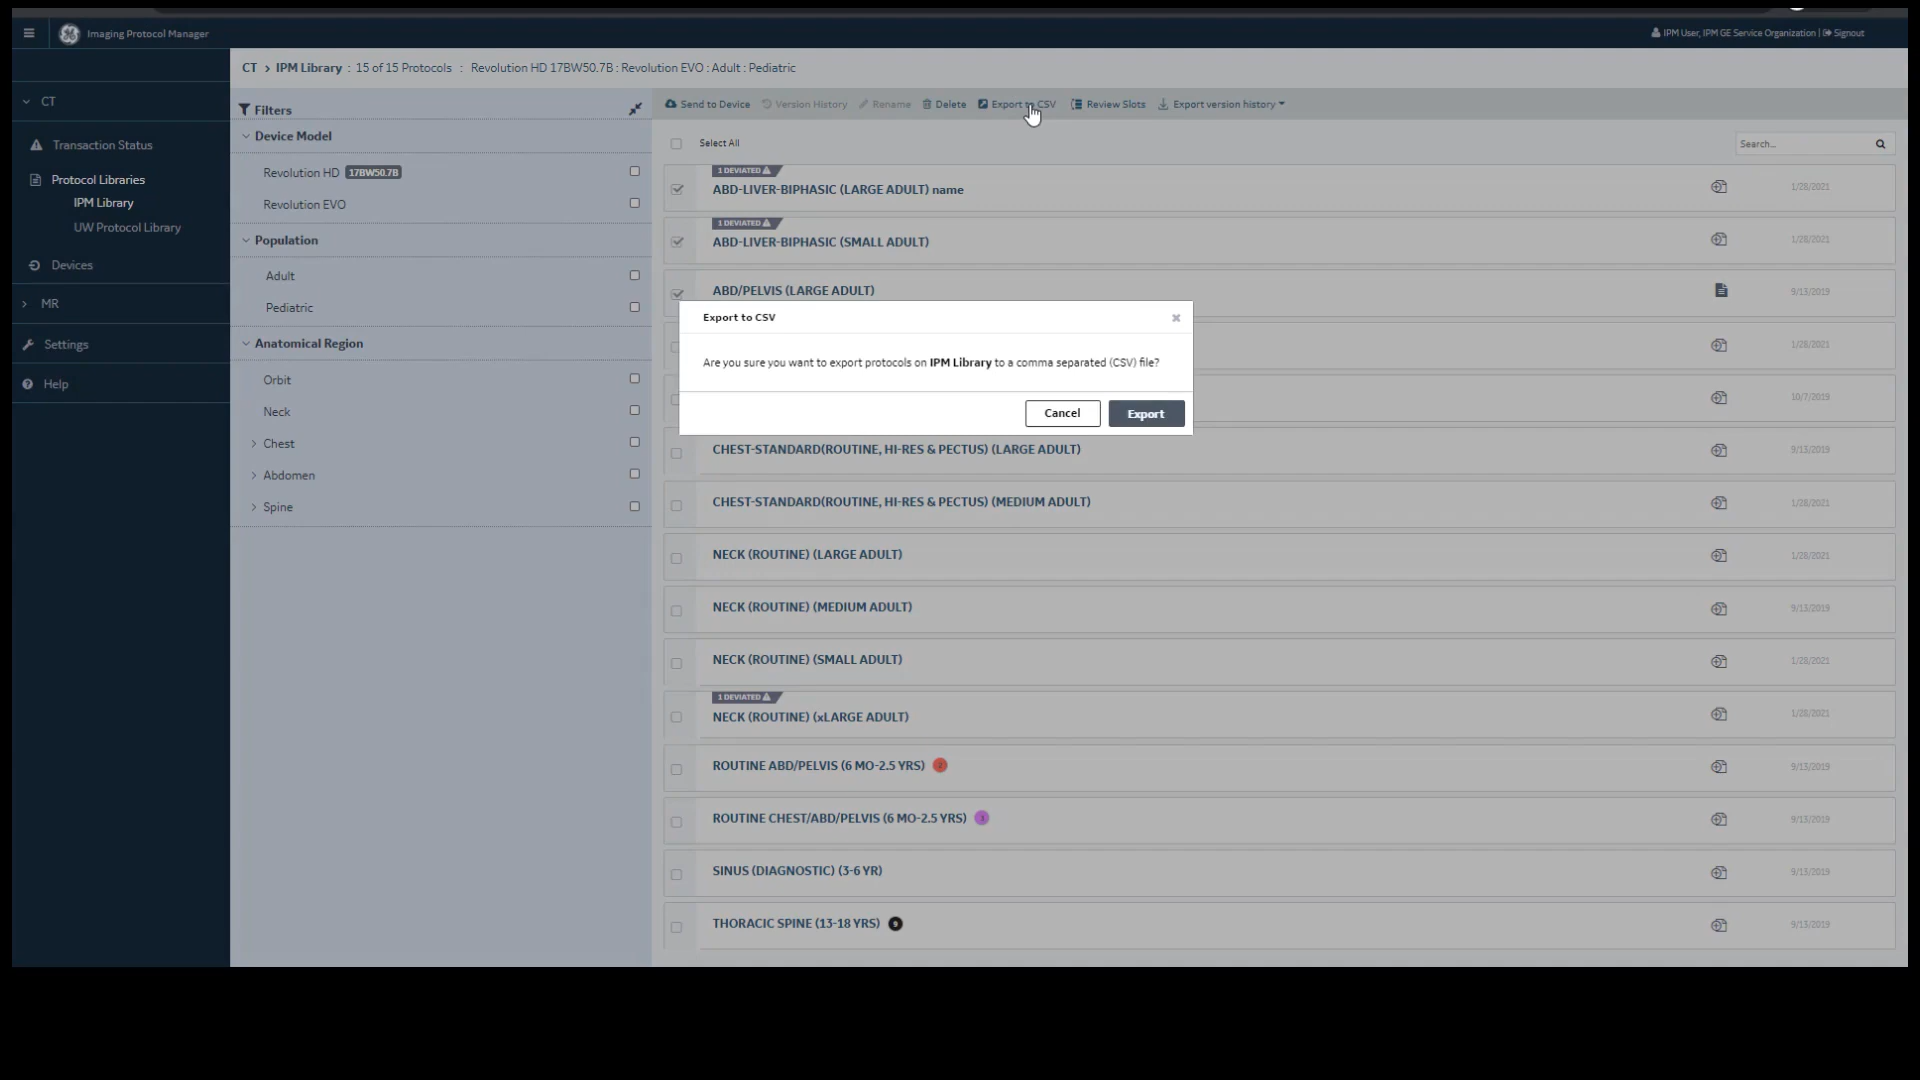 Imaging Protocol Manager
IPM User, IPM GE Service Organization | Signout
CT > IPM Library : 15 of 15 Protocols : Revolution HD 17BW50.7B : Revolution EVO : Adult : Pediatric
CT
Transaction Status
Protocol Libraries
IPM Library
UW Protocol Library
Devices
MR
Settings
Help
Filters
Device Model
Revolution HD 17BW50.7B
Revolution EVO
Population
Adult
Pediatric
Anatomical Region
Orbit
Neck
Chest
Abdomen
Spine
Send to Device Version History Rename Delete Export to CSV Review Slots Export version history
Select All
Search...
1 DEVIATED
ABD-LIVER-BIPHASIC (LARGE ADULT) name 1/28/2021
1 DEVIATED
ABD-LIVER-BIPHASIC (SMALL ADULT) 1/28/2021
ABD/PELVIS (LARGE ADULT) 9/13/2019
Export to CSV
Are you sure you want to export protocols on IPM Library to a comma separated (CSV) file?
Cancel Export
1/28/2021
10/7/2019
CHEST-STANDARD(ROUTINE, HI-RES & PECTUS) (LARGE ADULT) 9/13/2019
CHEST-STANDARD(ROUTINE, HI-RES & PECTUS) (MEDIUM ADULT) 1/28/2021
NECK (ROUTINE) (LARGE ADULT) 1/28/2021
NECK (ROUTINE) (MEDIUM ADULT) 9/13/2019
NECK (ROUTINE) (SMALL ADULT) 1/28/2021
1 DEVIATED
NECK (ROUTINE) (xLARGE ADULT) 1/28/2021
ROUTINE ABD/PELVIS (6 MO-2.5 YRS) 9/13/2019
ROUTINE CHEST/ABD/PELVIS (6 MO-2.5 YRS) 9/13/2019
SINUS (DIAGNOSTIC) (3-6 YR) 9/13/2019
THORACIC SPINE (13-18 YRS) 9/13/2019